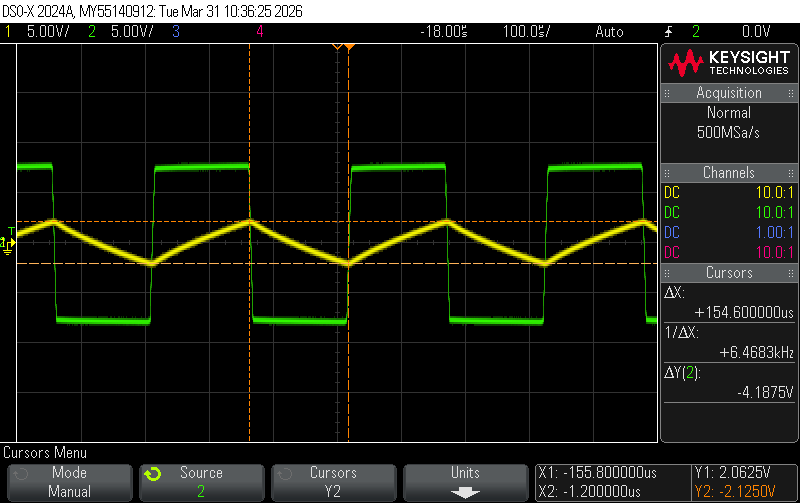 DSO-X 2024A, MY55140912: Tue Mar 31 10:36:25 2026
1 5.00V/ 2 5.00V/ 3 4 -18.00s 100.0s/ Auto 2 0.0V
KEYSIGHT
TECHNOLOGIES
Acquisition
Normal
500MSa/s
Channels
DC 10.0:1
DC 10.0:1
DC 1.00:1
DC 10.0:1
Cursors
ΔX:
+154.600000us
1/ΔX:
+6.4683kHz
ΔY(2):
-4.1875V
T
2
Cursors Menu
Mode
Manual
Source
2
Cursors
Y2
Units
X1: -155.800000us
X2: -1.200000us
Y1: 2.0625V
Y2: -2.1250V